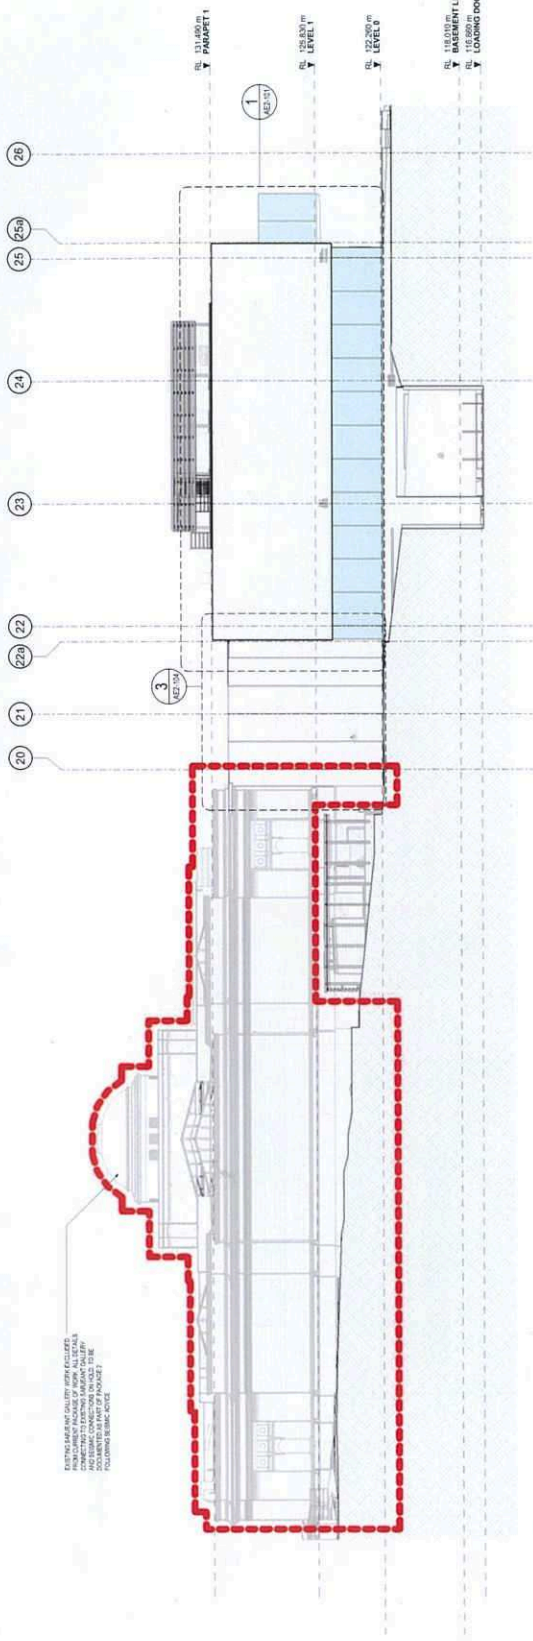 RL 131.490 m
PARAPET 1
RL 125.830 m
LEVEL 1
RL 122.260 m
LEVEL 0
RL 118.010 m
BASEMENT L
RL 116.860 m
LOADING DO
20
21
22a
22
23
24
25
25a
26
1
AE2-101
3
AE2-104
EXISTING SARJEANT GALLERY WORK EXCLUDED
FROM CURRENT PACKAGE OF WORK. ALL DETAILS
CONNECTING TO EXISTING SARJEANT GALLERY
AND SEISMIC CONNECTIONS ON HOLD. TO BE
DOCUMENTED AS PART OF PACKAGE 2
FOLLOWING SEISMIC ADVICE